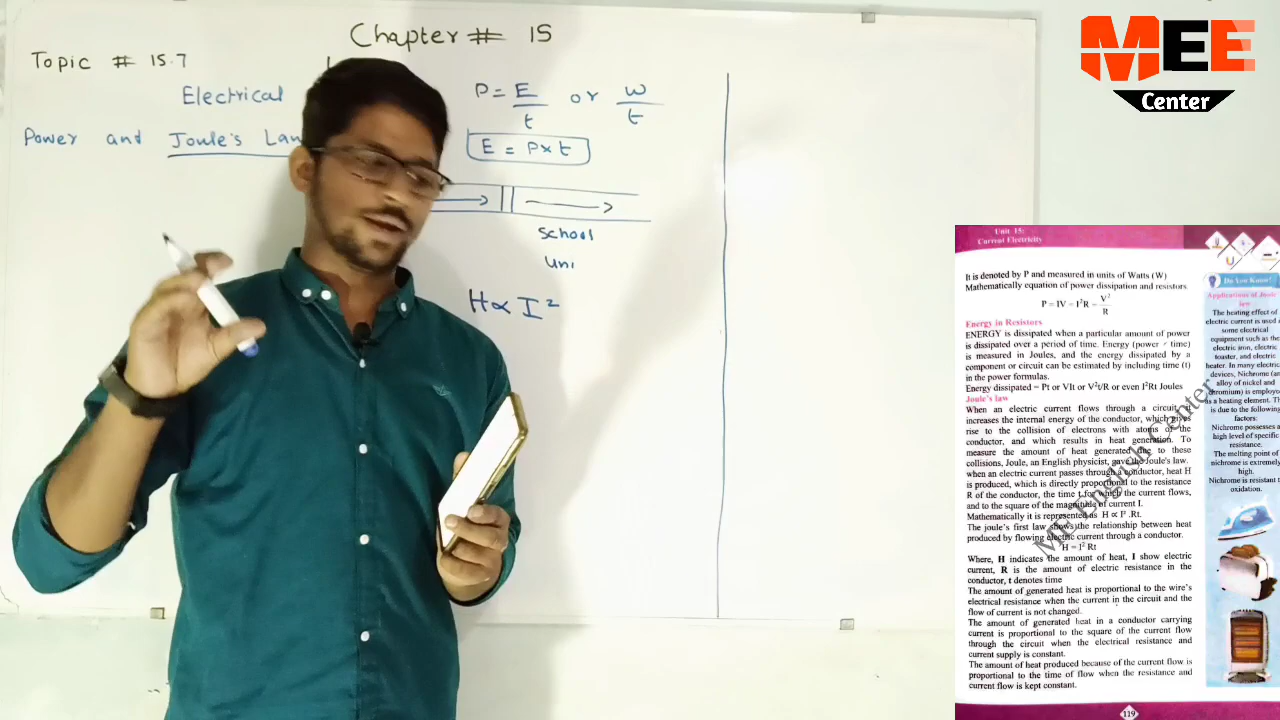 Chapter # 15
Topic # 15.7
Electrical
Power and Joule's Law
P = E/t or W/t
E = P×t
School
Uni
H∝ I²
MEE
Center
Unit 15:
Current Electricity
It is denoted by P and measured in units of Watts (W)
Mathematically equation of power dissipation and resistors
P = IV = I²R = V²/R
Energy in Resistors
ENERGY is dissipated when a particular amount of power
is dissipated over a period of time. Energy (power × time)
is measured in Joules, and the energy dissipated by a
component or circuit can be estimated by including time (t)
in the power formulas.
Energy dissipated = Pt or VIt or V²t/R or even I²Rt Joules
Joule's law
When an electric current flows through a circuit, it
increases the internal energy of the conductor, which gives
rise to the collision of electrons with atoms of the
conductor, and which results in heat generation. To
measure the amount of heat generated due to these
collisions, Joule, an English physicist, gave a Joule's law.
when an electric current passes through a conductor, heat H
is produced, which is directly proportional to the resistance
R of the conductor, the time t for which the current flows,
and to the square of the magnitude of current I.
Mathematically it is represented as H ∝ I² .Rt.
The joule's first law shows the relationship between heat
produced by flowing electric current through a conductor.
H = I² Rt
Where, H indicates the amount of heat, I show electric
current, R is the amount of electric resistance in the
conductor, t denotes time
The amount of generated heat is proportional to the wire's
electrical resistance when the current in the circuit and the
flow of current is not changed.
The amount of generated heat in a conductor carrying
current is proportional to the square of the current flow
through the circuit when the electrical resistance and
current supply is constant.
The amount of heat produced because of the current flow is
proportional to the time of flow when the resistance and
current flow is kept constant.
119
Do You Know?
Applications of Joule's
law
The heating effect of
electric current is used
some electrical
equipment such as the
electric iron, electric
toaster, and electric
heater. In many electric
devices, Nichrome (an
alloy of nickel and
chromium) is employed
as a heating element.
is due to the following
factors:
Nichrome possesses a
high level of specific
resistance.
The melting point of
nichrome is extremely
high.
Nichrome is resistant to
oxidation.
MEE English Center